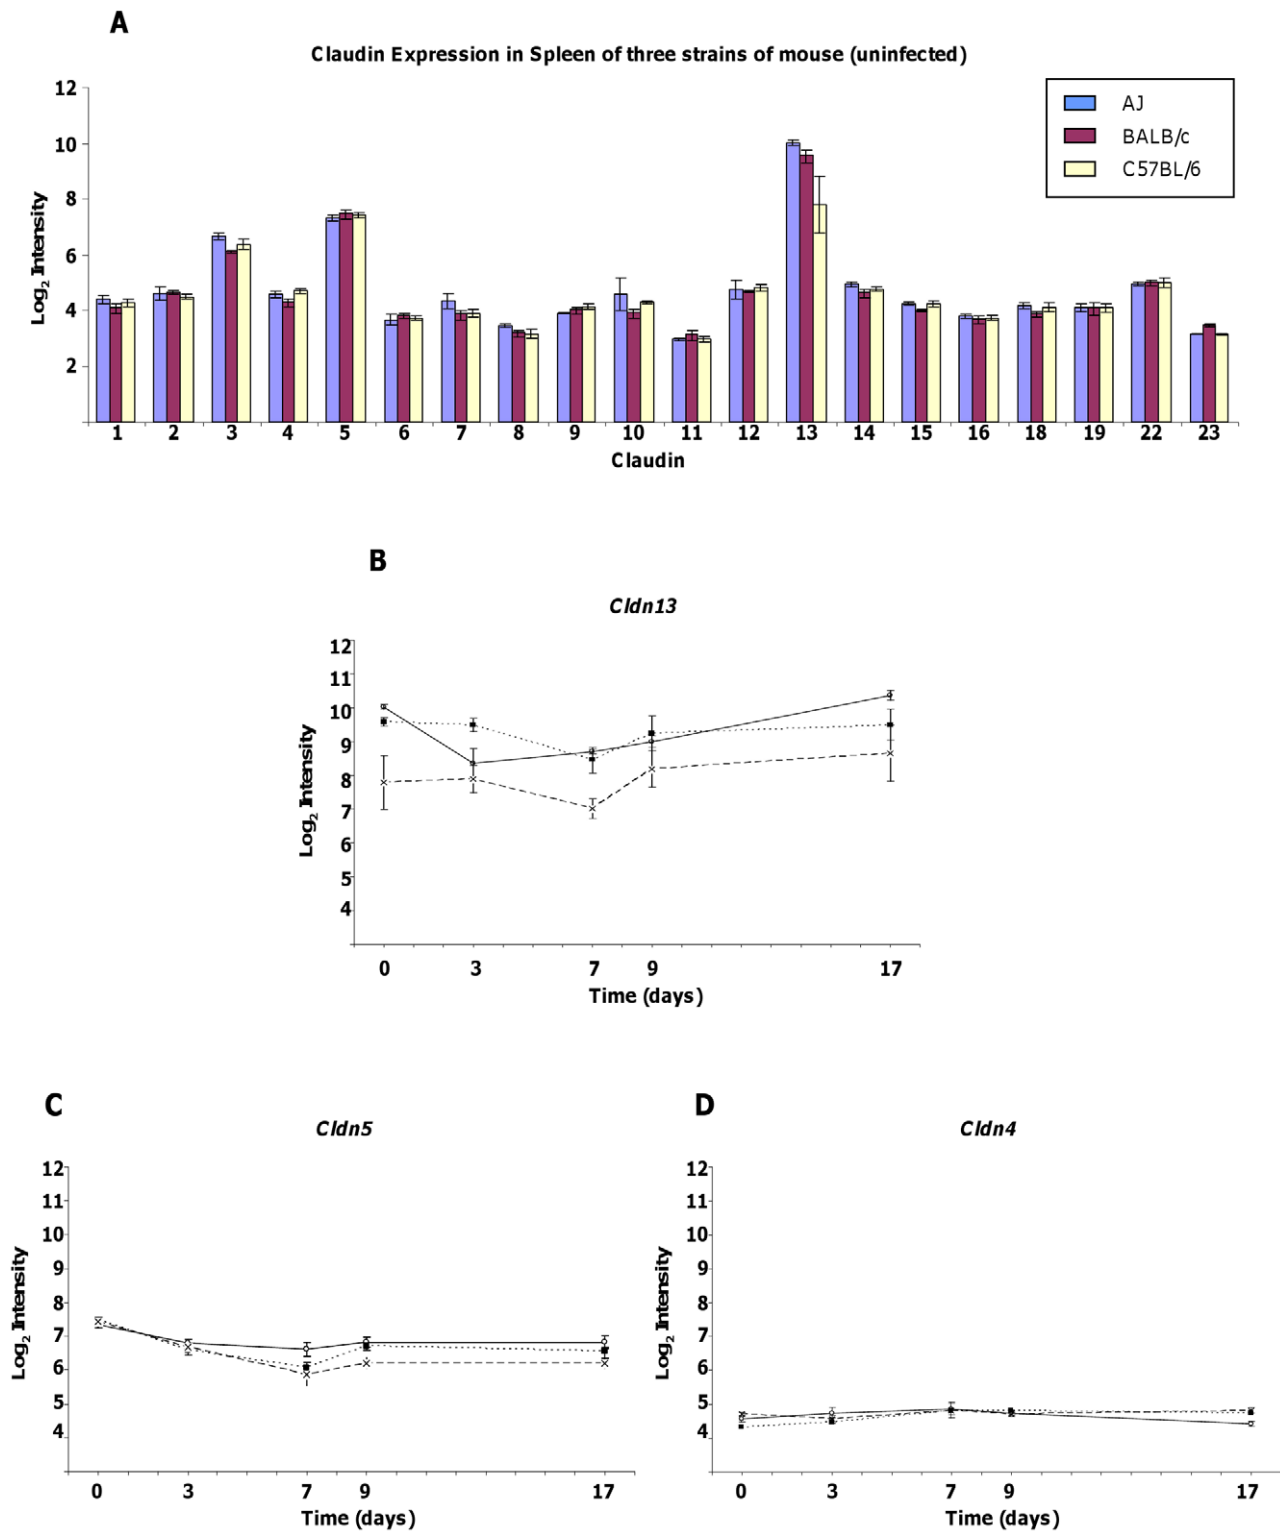 A
Claudin Expression in Spleen of three strains of mouse (uninfected)
12
10
8
6
4
2
Log2 Intensity
AJ
BALB/c
C57BL/6
1 2 3 4 5 6 7 8 9 10 11 12 13 14 15 16 18 19 22 23
Claudin
B
Cldn13
12
11
10
9
8
7
6
5
4
Log2 Intensity
0 3 7 9 17
Time (days)
C
Cldn5
12
11
10
9
8
7
6
5
4
Log2 Intensity
0 3 7 9 17
Time (days)
D
Cldn4
12
11
10
9
8
7
6
5
4
Log2 Intensity
0 3 7 9 17
Time (days)